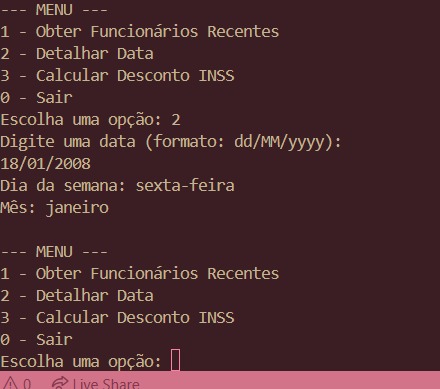 --- MENU ---
1 - Obter Funcionários Recentes
2 - Detalhar Data
3 - Calcular Desconto INSS
0 - Sair
Escolha uma opção: 2
Digite uma data (formato: dd/MM/yyyy):
18/01/2008
Dia da semana: sexta-feira
Mês: janeiro
--- MENU ---
1 - Obter Funcionários Recentes
2 - Detalhar Data
3 - Calcular Desconto INSS
0 - Sair
Escolha uma opção:
0 Live Share